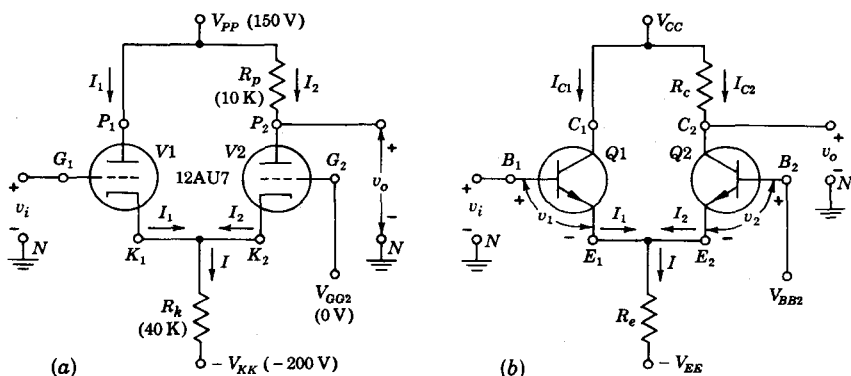 V_PP (150 V)
I_1
R_p
(10 K)
I_2
P_1
P_2
G_1
V1
V2
G_2
12AU7
+
v_i
-
N
+
v_o
-
N
I_1
I_2
K_1
K_2
I
R_k
(40 K)
V_GG2
(0 V)
- V_KK (-200 V)
(a)
V_CC
I_C1
R_c
I_C2
C_1
C_2
Q1
Q2
B_1
B_2
+
v_i
-
N
+
v_1
-
+
v_2
-
+
v_o
-
N
I_1
I_2
E_1
E_2
I
R_e
V_BB2
- V_EE
(b)